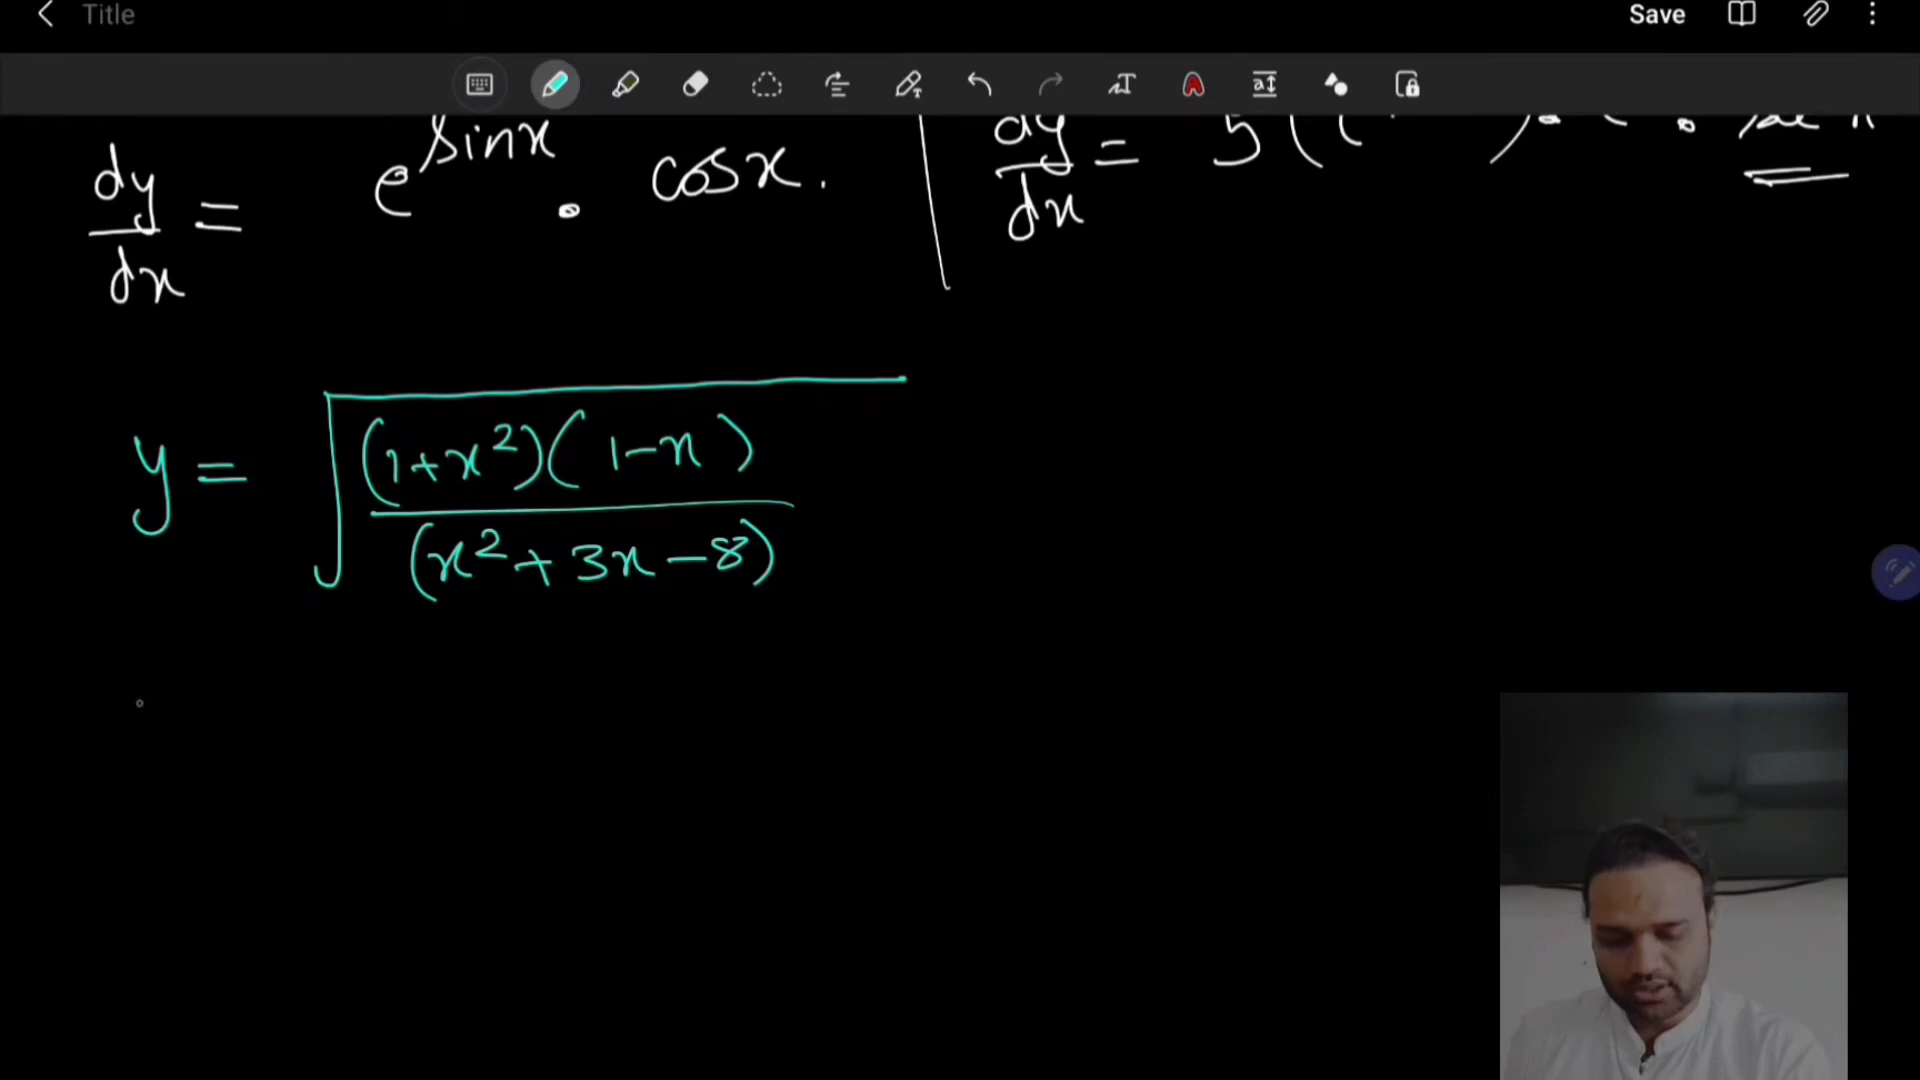 Title
Save
dy/dx = e^sinx . cosx.
dy/dx = 5(
y = √((1+x²)(1-x)/(x²+3x-8))